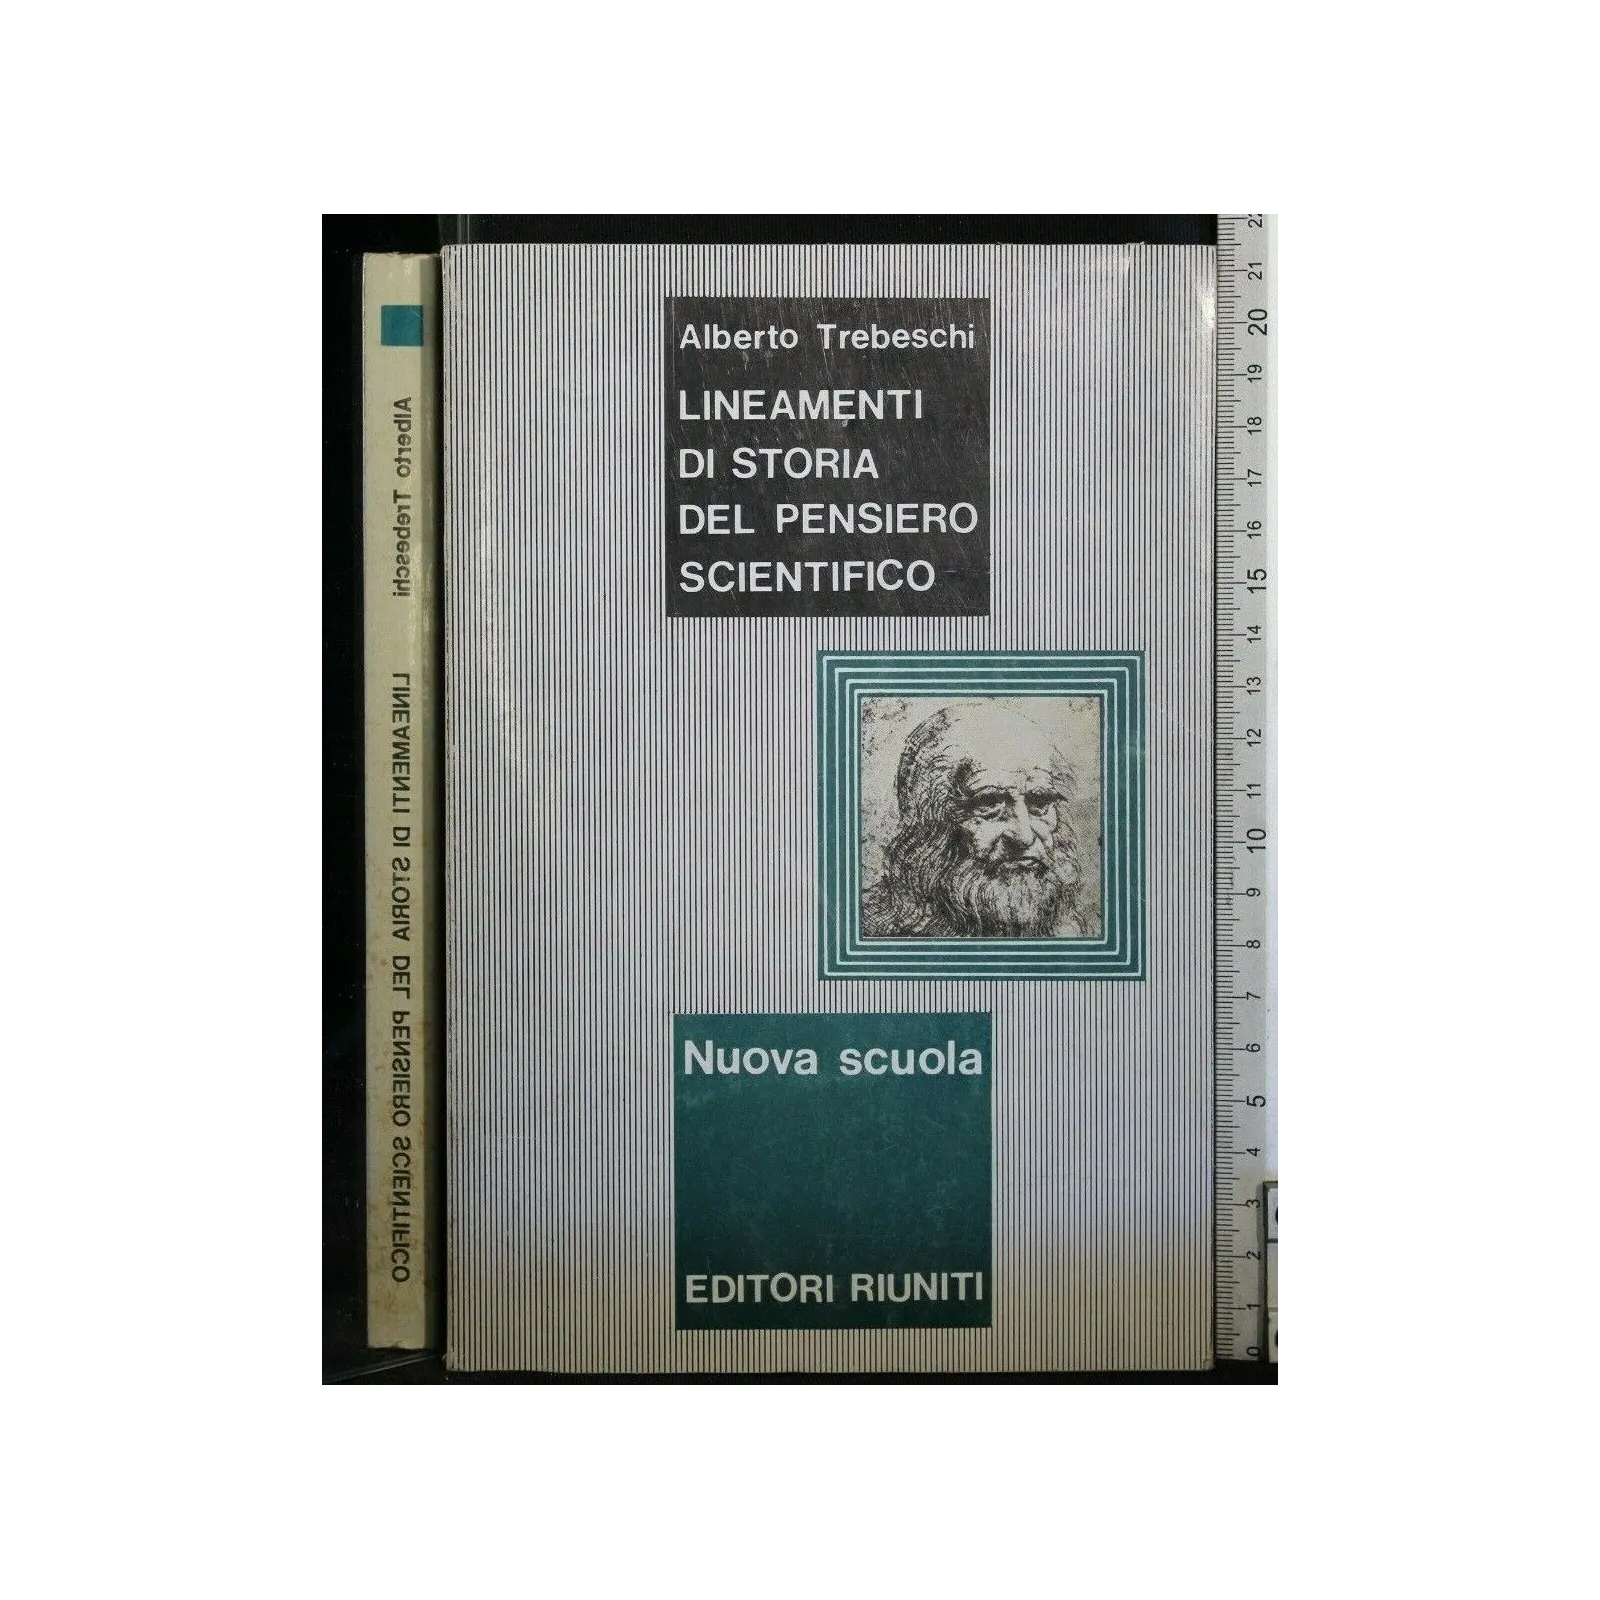 Alberto Trebeschi
LINEAMENTI
DI STORIA
DEL PENSIERO
SCIENTIFICO
Nuova scuola
EDITORI RIUNITI
Alberto Trebeschi LINEAMENTI DI STORIA DEL PENSIERO SCIENTIFICO
22
21
20
19
18
17
16
15
14
13
12
11
10
9
8
7
6
5
4
3
2
1
0